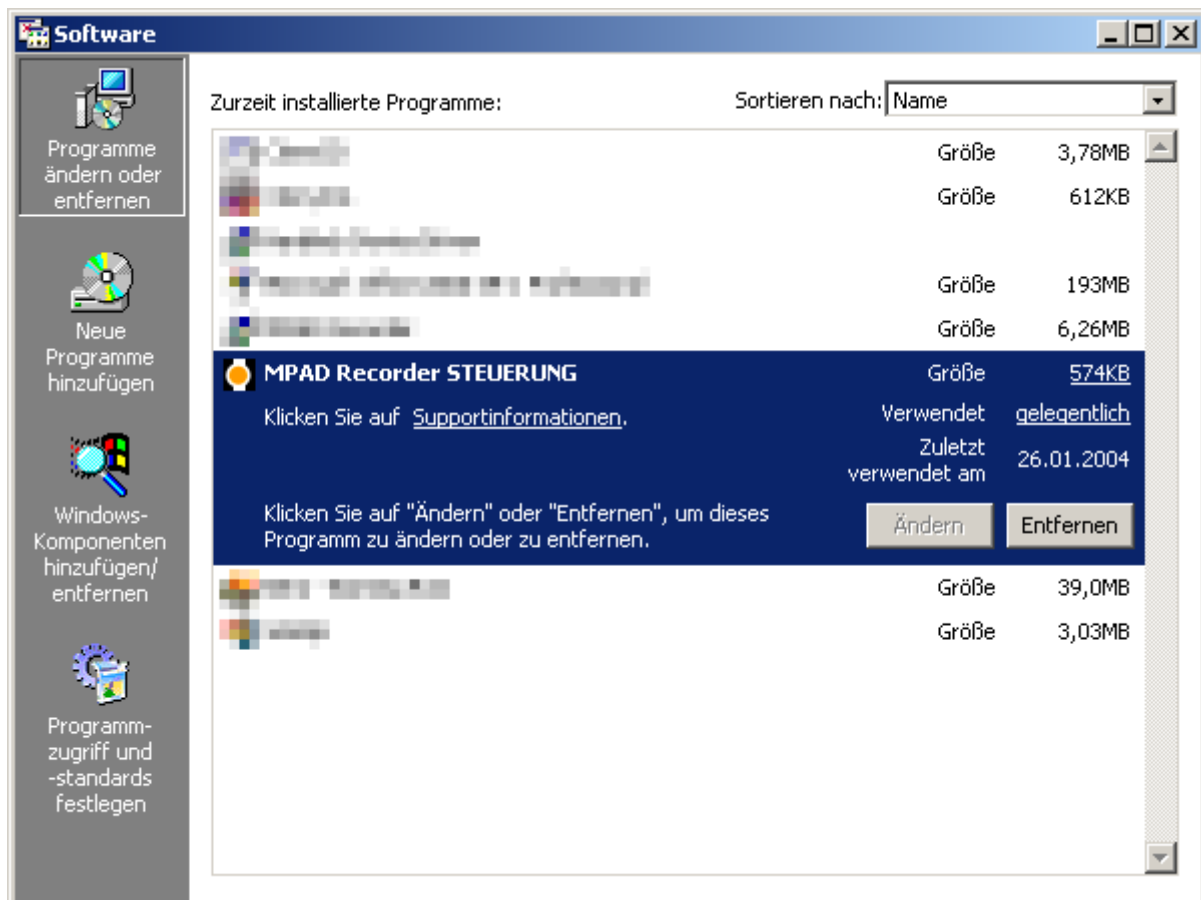 Software
Programme
ändern oder
entfernen
Neue
Programme
hinzufügen
Windows-
Komponenten
hinzufügen/
entfernen
Programm-
zugriff und
-standards
festlegen
Zurzeit installierte Programme:
Sortieren nach: Name
Größe 3,78MB
Größe 612KB
Größe 193MB
Größe 6,26MB
MPAD Recorder STEUERUNG Größe 574KB
Klicken Sie auf Supportinformationen. Verwendet gelegentlich
Zuletzt
verwendet am 26.01.2004
Klicken Sie auf "Ändern" oder "Entfernen", um dieses
Programm zu ändern oder zu entfernen.
Ändern Entfernen
Größe 39,0MB
Größe 3,03MB